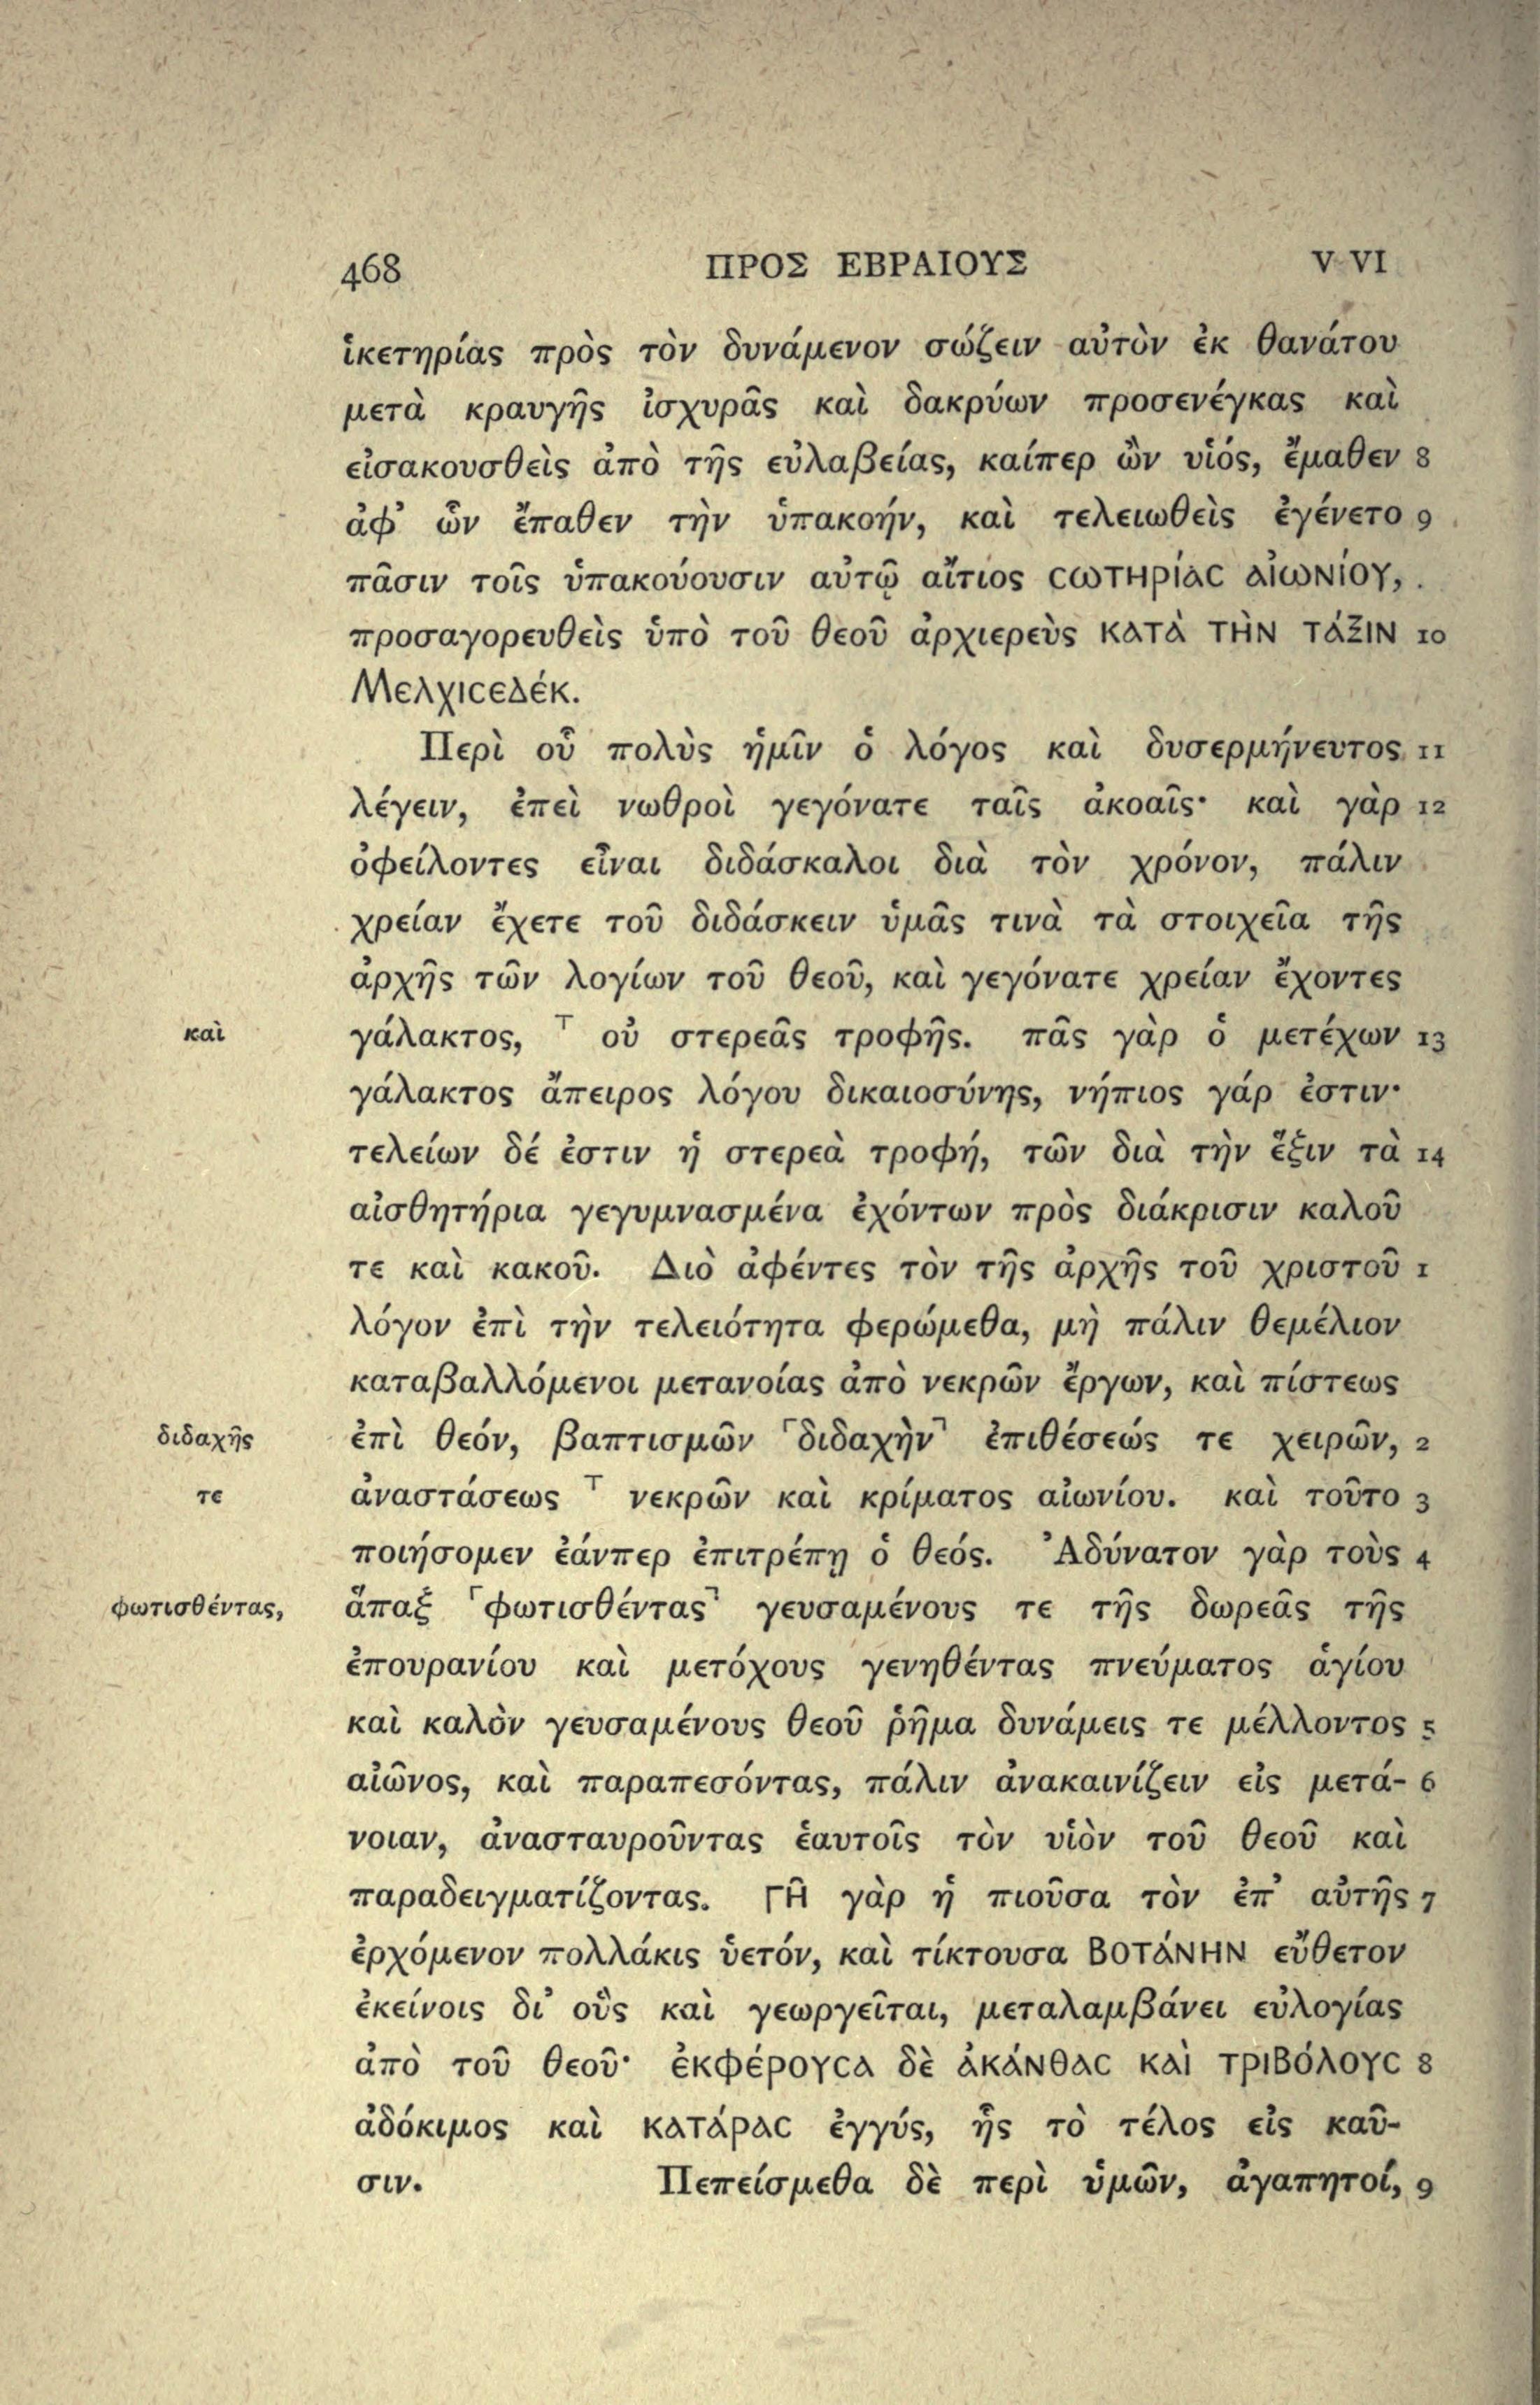 468 ΠΡΟΣ ΕΒΡΑΙΟΥΣ V VI
ἱκετηρίας πρὸς τὸν δυνάμενον σώζειν αὐτὸν ἐκ θανάτου
μετὰ κραυγῆς ἰσχυρᾶς καὶ δακρύων προσενέγκας καὶ
εἰσακουσθεὶς ἀπὸ τῆς εὐλαβείας, καίπερ ὢν υἱός, ἔμαθεν 8
ἀφ’ ὧν ἔπαθεν τὴν ὑπακοήν, καὶ τελειωθεὶς ἐγένετο 9
πᾶσιν τοῖς ὑπακούουσιν αὐτῷ αἴτιος ϲωτηρίαϲ αἰωνίου,
προσαγορευθεὶς ὑπὸ τοῦ θεοῦ ἀρχιερεὺς κατὰ τὴν τάξιν 10
Μελχιϲεδέκ.
Περὶ οὗ πολὺς ἡμῖν ὁ λόγος καὶ δυσερμήνευτος 11
λέγειν, ἐπεὶ νωθροὶ γεγόνατε ταῖς ἀκοαῖς· καὶ γὰρ 12
ὀφείλοντες εἶναι διδάσκαλοι διὰ τὸν χρόνον, πάλιν
χρείαν ἔχετε τοῦ διδάσκειν ὑμᾶς τινὰ τὰ στοιχεῖα τῆς
ἀρχῆς τῶν λογίων τοῦ θεοῦ, καὶ γεγόνατε χρείαν ἔχοντες
καὶ γάλακτος, ⸆ οὐ στερεᾶς τροφῆς. πᾶς γὰρ ὁ μετέχων 13
γάλακτος ἄπειρος λόγου δικαιοσύνης, νήπιος γάρ ἐστιν·
τελείων δέ ἐστιν ἡ στερεὰ τροφή, τῶν διὰ τὴν ἕξιν τὰ 14
αἰσθητήρια γεγυμνασμένα ἐχόντων πρὸς διάκρισιν καλοῦ
τε καὶ κακοῦ. Διὸ ἀφέντες τὸν τῆς ἀρχῆς τοῦ χριστοῦ 1
λόγον ἐπὶ τὴν τελειότητα φερώμεθα, μὴ πάλιν θεμέλιον
καταβαλλόμενοι μετανοίας ἀπὸ νεκρῶν ἔργων, καὶ πίστεως
διδαχῆς ἐπὶ θεόν, βαπτισμῶν ⸢διδαχὴν⸣ ἐπιθέσεώς τε χειρῶν, 2
τε ἀναστάσεως ⸆ νεκρῶν καὶ κρίματος αἰωνίου. καὶ τοῦτο 3
ποιήσομεν ἐάνπερ ἐπιτρέπῃ ὁ θεός. Ἀδύνατον γὰρ τοὺς 4
φωτισθέντας, ἅπαξ ⸢φωτισθέντας⸣ γευσαμένους τε τῆς δωρεᾶς τῆς
ἐπουρανίου καὶ μετόχους γενηθέντας πνεύματος ἁγίου
καὶ καλὸν γευσαμένους θεοῦ ῥῆμα δυνάμεις τε μέλλοντος 5
αἰῶνος, καὶ παραπεσόντας, πάλιν ἀνακαινίζειν εἰς μετά- 6
νοιαν, ἀνασταυροῦντας ἑαυτοῖς τὸν υἱὸν τοῦ θεοῦ καὶ
παραδειγματίζοντας. Γῆ γὰρ ἡ πιοῦσα τὸν ἐπ’ αὐτῆς 7
ἐρχόμενον πολλάκις ὑετόν, καὶ τίκτουσα βοτάνην εὔθετον
ἐκείνοις δι’ οὓς καὶ γεωργεῖται, μεταλαμβάνει εὐλογίας
ἀπὸ τοῦ θεοῦ· ἐκφέρουϲα δὲ ἀκάνθαϲ καὶ τριβόλουϲ 8
ἀδόκιμος καὶ κατάραϲ ἐγγύς, ἧς τὸ τέλος εἰς καῦ-
σιν. Πεπείσμεθα δὲ περὶ ὑμῶν, ἀγαπητοί, 9